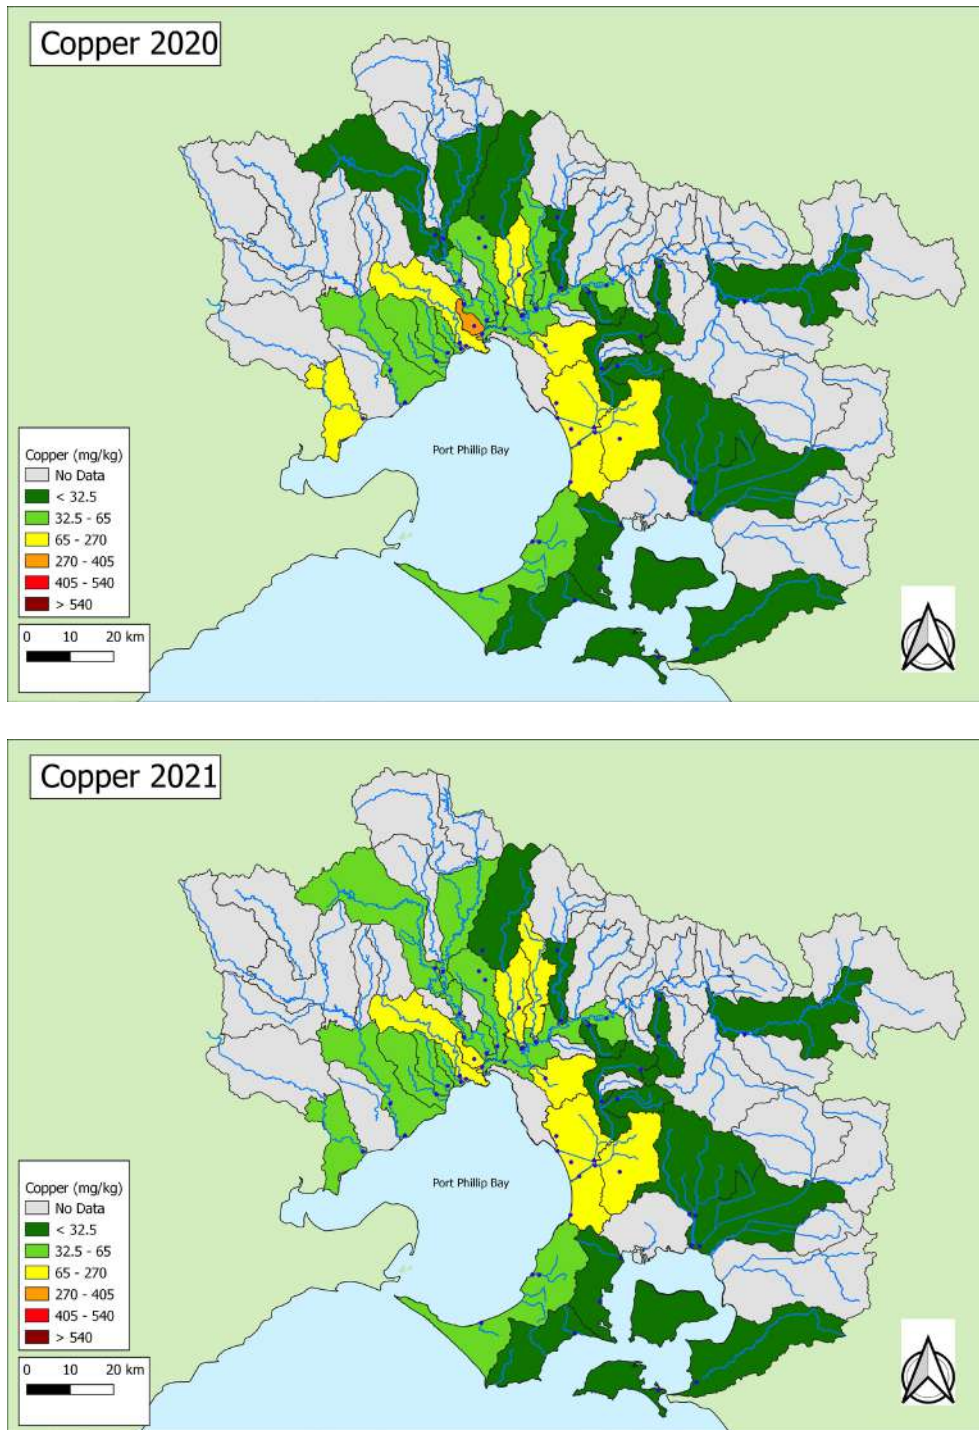 Copper 2020
Port Phillip Bay
Copper (mg/kg)
No Data
< 32.5
32.5 - 65
65 - 270
270 - 405
405 - 540
> 540
0 10 20 km
Copper 2021
Port Phillip Bay
Copper (mg/kg)
No Data
< 32.5
32.5 - 65
65 - 270
270 - 405
405 - 540
> 540
0 10 20 km